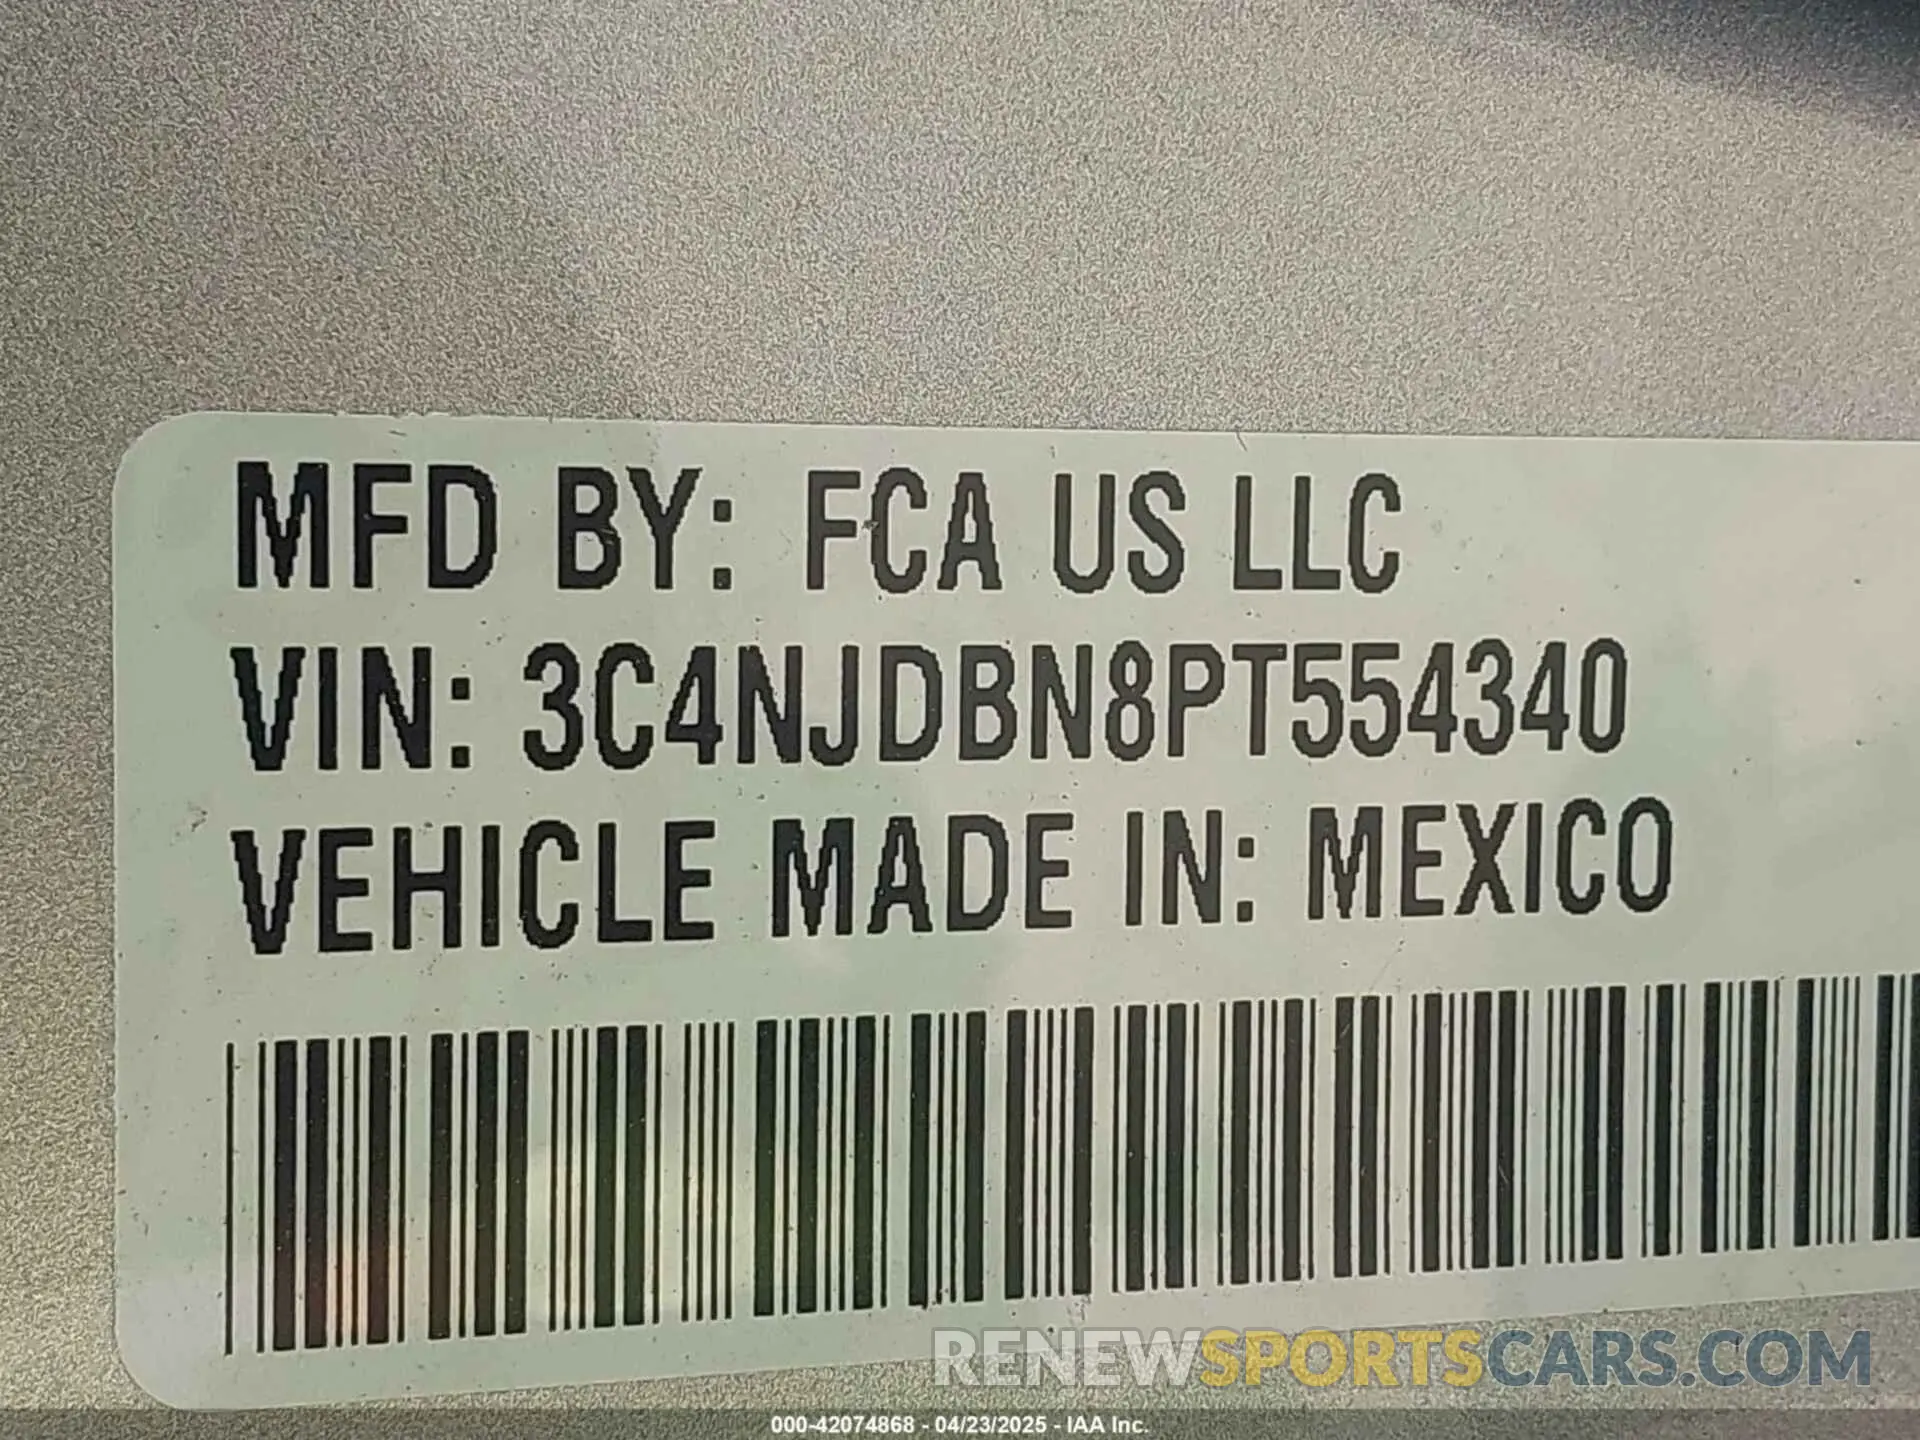 MFD BY: FCA US LLC
VIN: 3C4NJDBN8PT554340
VEHICLE MADE IN: MEXICO
RENEWSPORTSCARS.COM
000-42074868 - 04/23/2025 - IAA Inc.